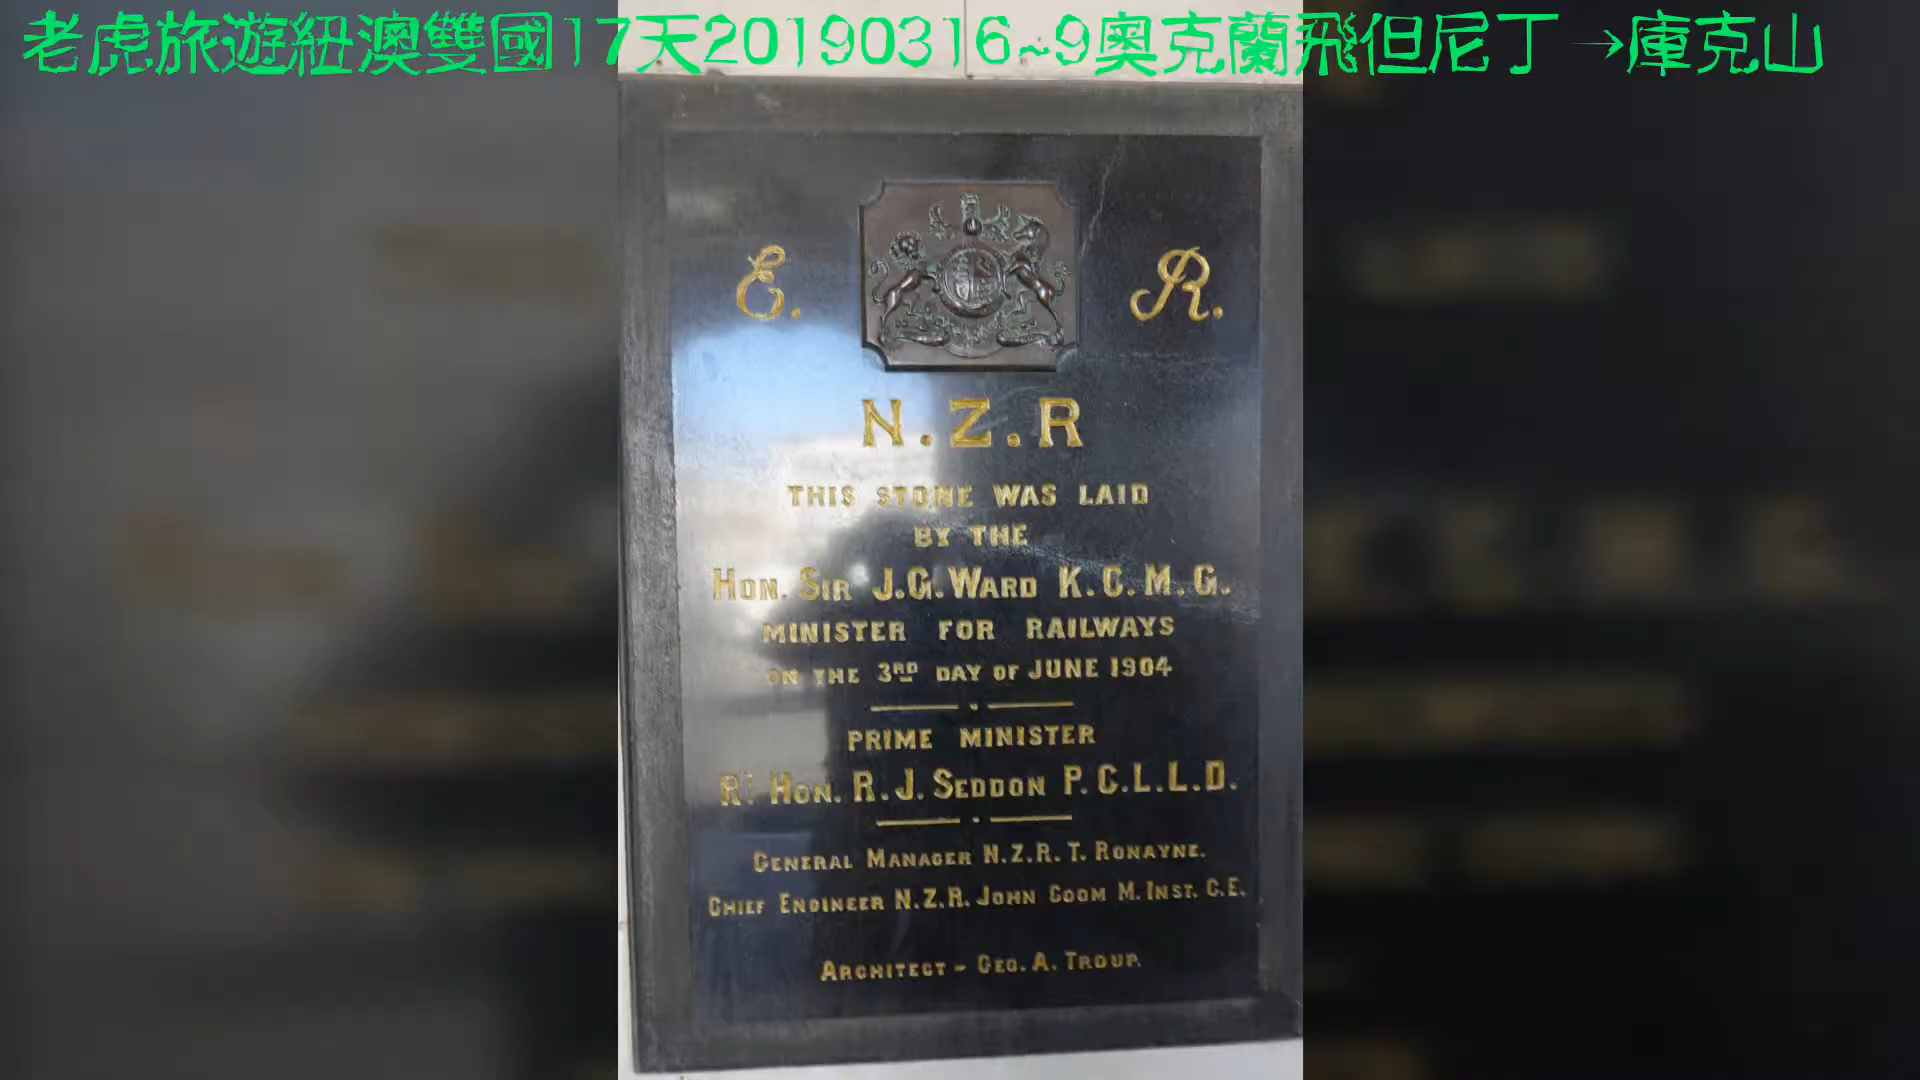 老虎旅遊紐澳雙國17天20190316~9奧克蘭飛但尼丁→庫克山
E. R.
N.Z.R
THIS STONE WAS LAID
BY THE
HON. SIR J.G. WARD K.C.M.G.
MINISTER FOR RAILWAYS
ON THE 3RD DAY OF JUNE 1904
PRIME MINISTER
RT. HON. R.J. SEDDON P.C.L.L.D.
GENERAL MANAGER N.Z.R. T. RONAYNE.
CHIEF ENGINEER N.Z.R. JOHN COOM M. INST. C.E.
ARCHITECT - GEO. A. TROUP.